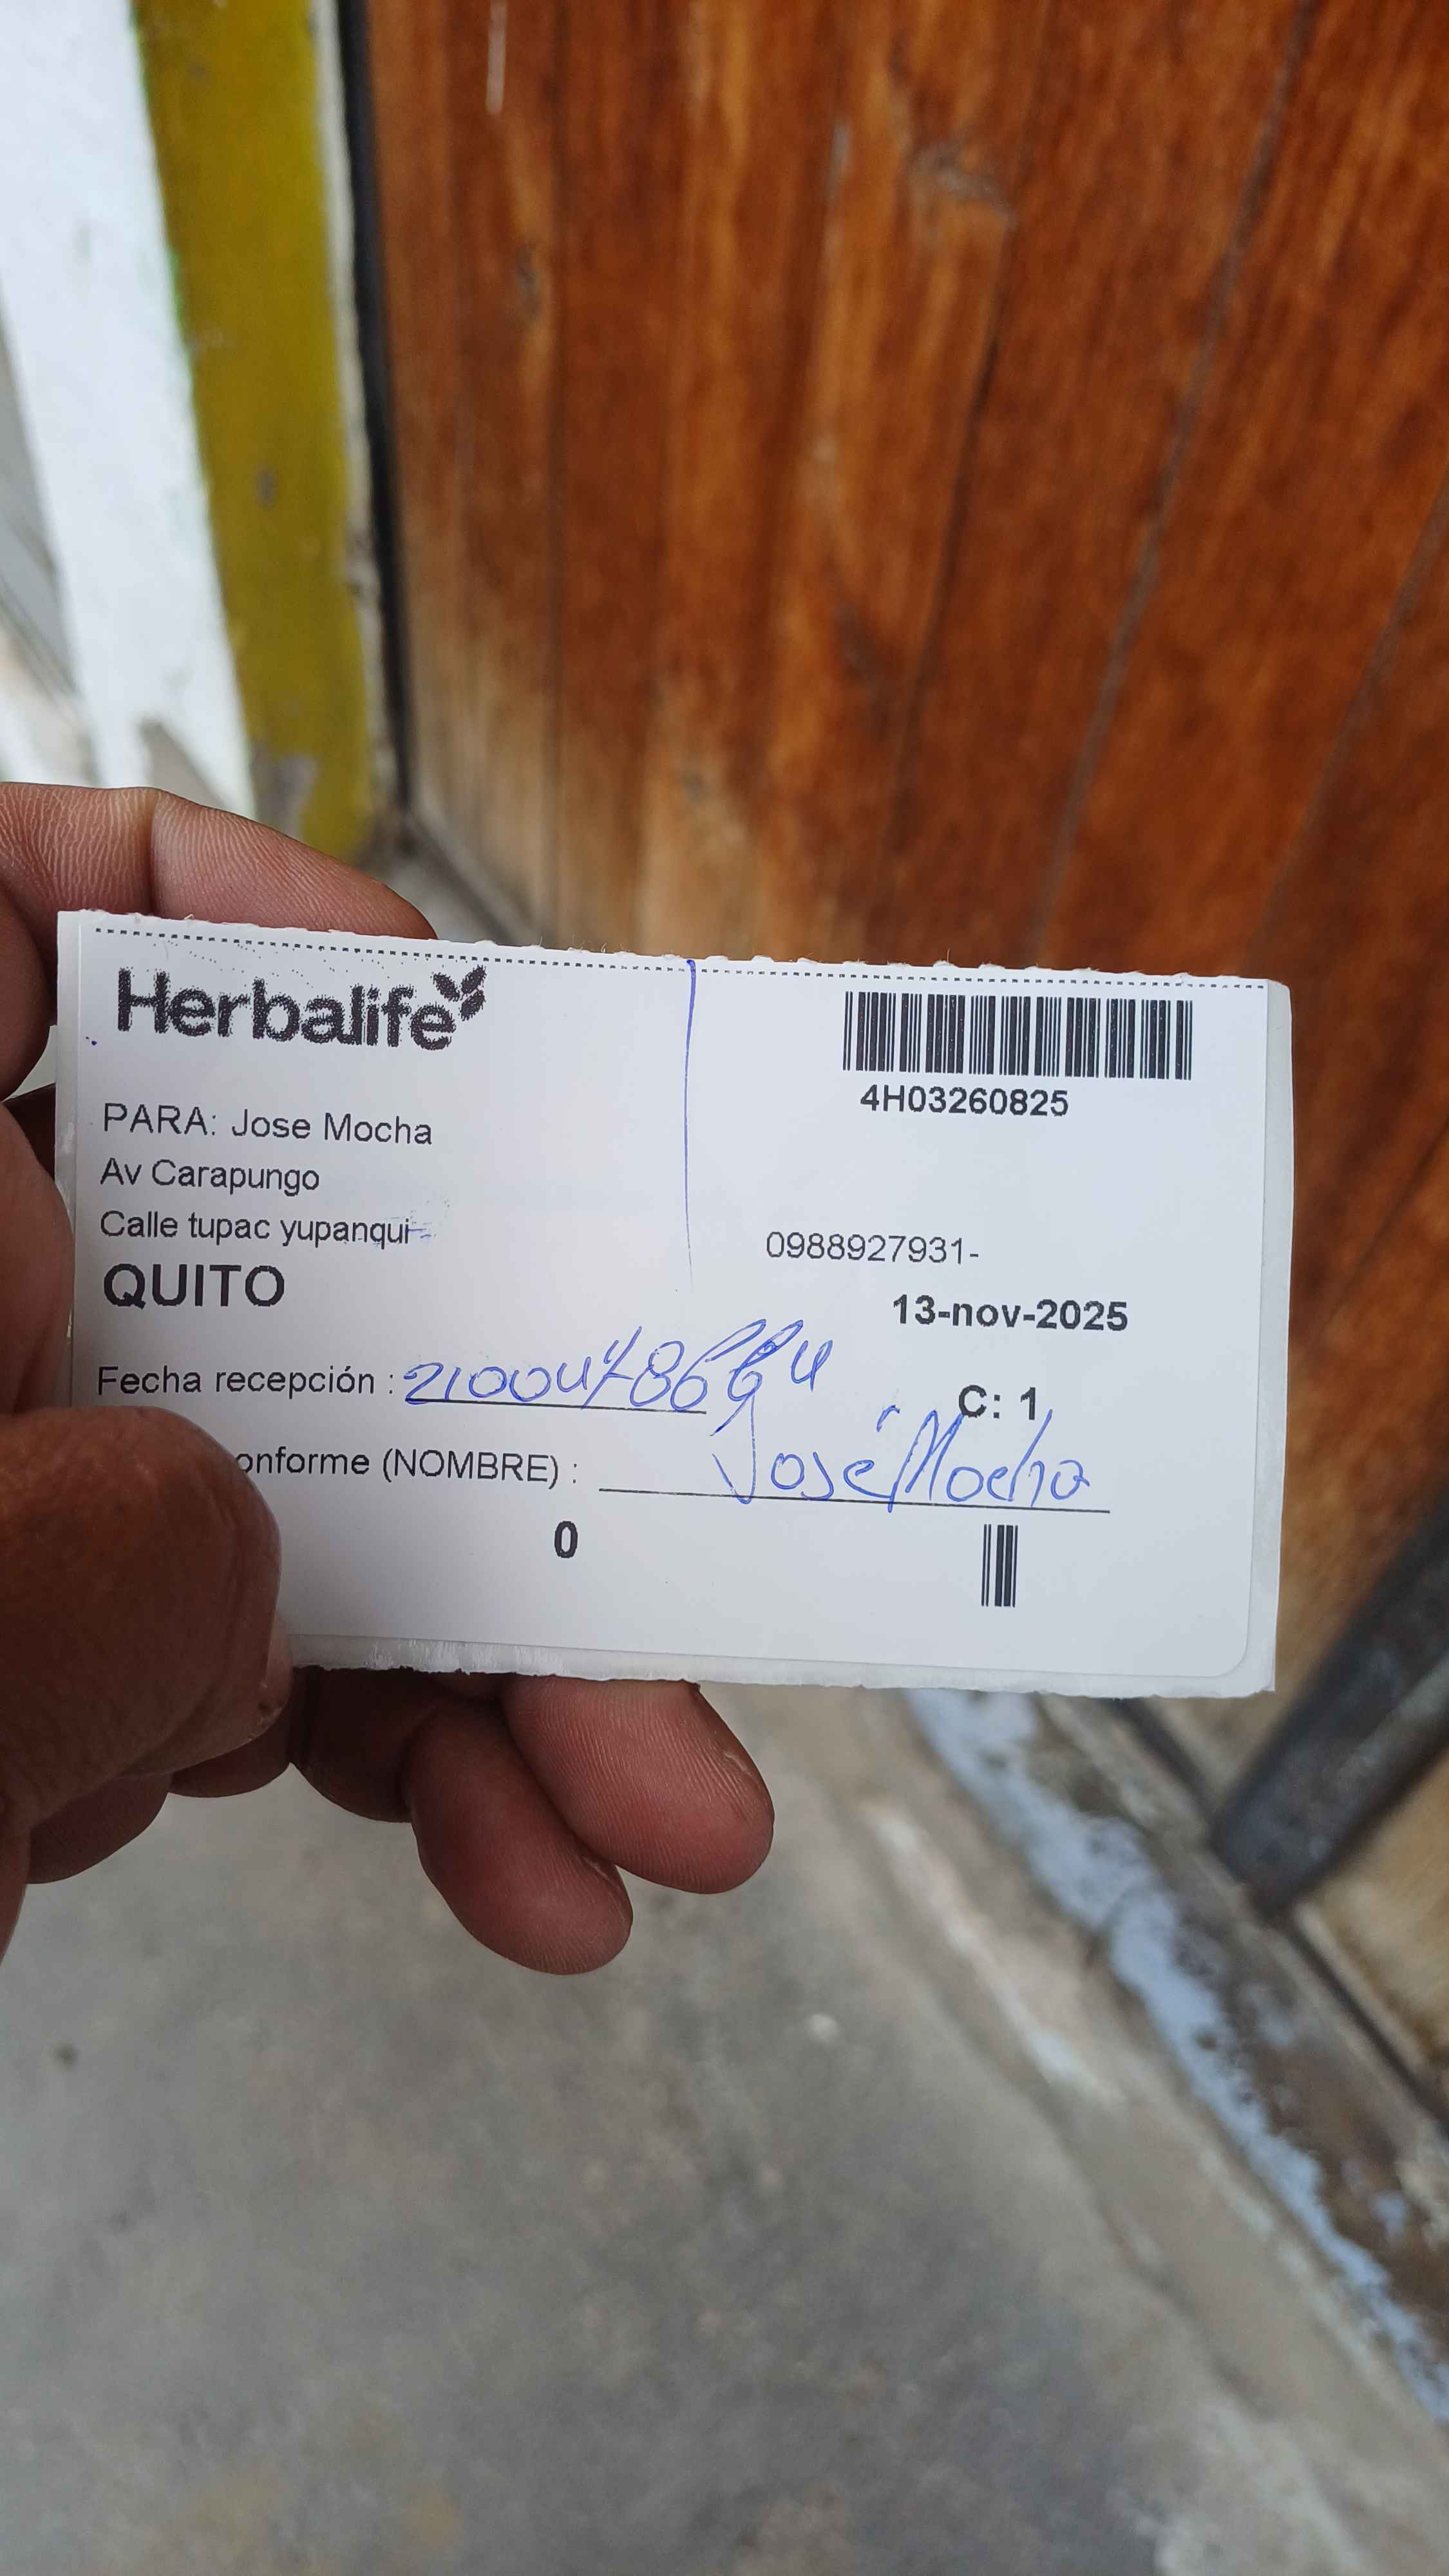 Herbalife
4H03260825
PARA: Jose Mocha
Av Carapungo
Calle tupac yupanqui
0988927931-
QUITO
13-nov-2025
Fecha recepción :
C: 1
onforme (NOMBRE) : José Mocha
0